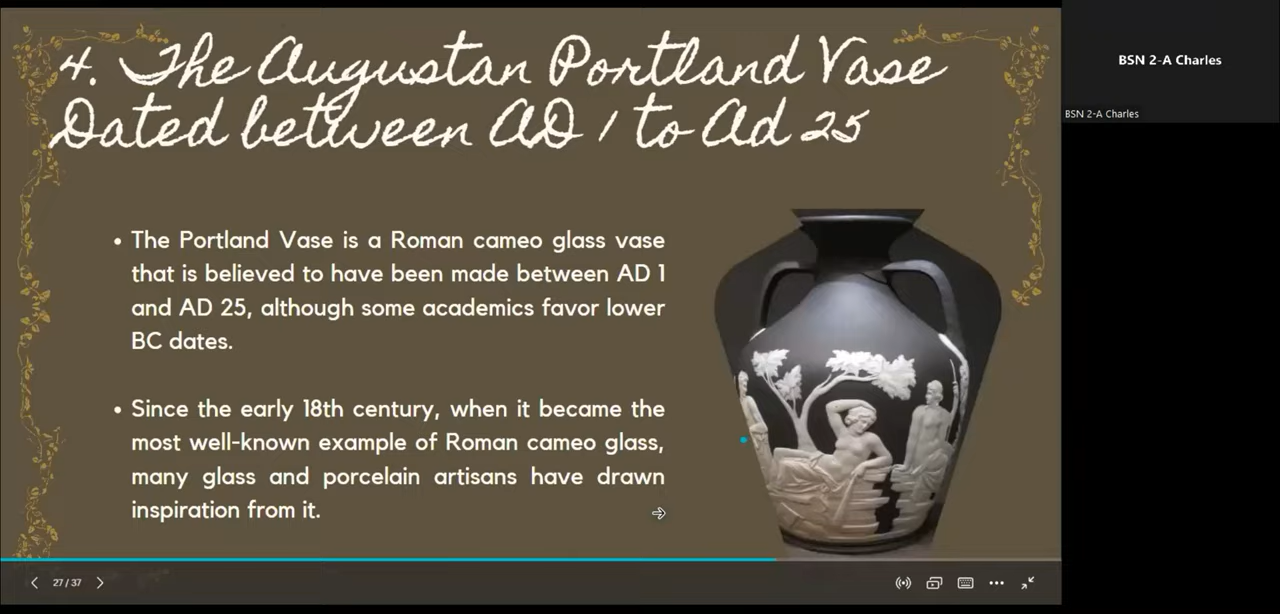 4. The Augustan Portland Vase
Dated between AD 1 to Ad 25
BSN 2-A Charles
BSN 2-A Charles
• The Portland Vase is a Roman cameo glass vase
that is believed to have been made between AD 1
and AD 25, although some academics favor lower
BC dates.
• Since the early 18th century, when it became the
most well-known example of Roman cameo glass,
many glass and porcelain artisans have drawn
inspiration from it.
27 / 37